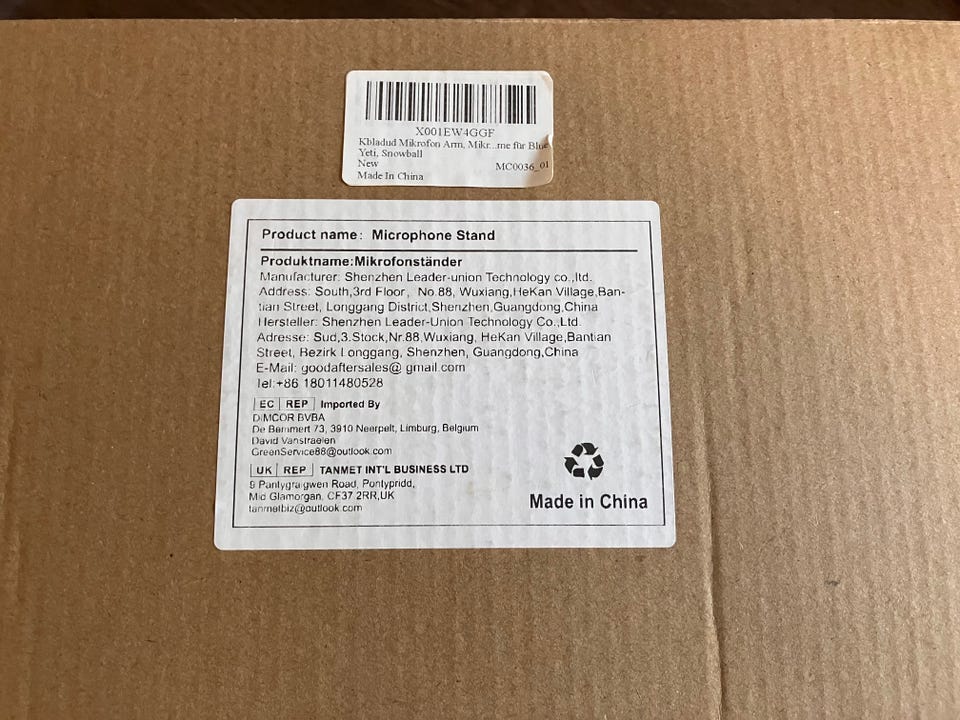 X001EW4GGF
Kbladud Mikrofon Arm, Mikr...me für Blue
Yeti, Snowball
New MC0036_01
Made In China
Product name: Microphone Stand
Produktname:Mikrofonständer
Manufacturer: Shenzhen Leader-union Technology co.,ltd.
Address: South,3rd Floor, No.88, Wuxiang,HeKan Village,Ban-
tian Street, Longgang District,Shenzhen,Guangdong,China
Hersteller: Shenzhen Leader-Union Technology Co.,Ltd.
Adresse: Sud,3.Stock,Nr.88,Wuxiang, HeKan Village,Bantian
Street, Bezirk Longgang, Shenzhen, Guangdong,China
E-Mail: goodaftersales@ gmail.com
Tel:+86 18011480528
EC REP Imported By
DIMCOR BVBA
De Bemmert 73, 3910 Neerpelt, Limburg, Belgium
David Vanstraelen
GreenService88@outlook.com
UK REP TANMET INT'L BUSINESS LTD
9 Pantygraigwen Road, Pontypridd,
Mid Glamorgan, CF37 2RR,UK
tanmetbiz@outlook.com
Made in China